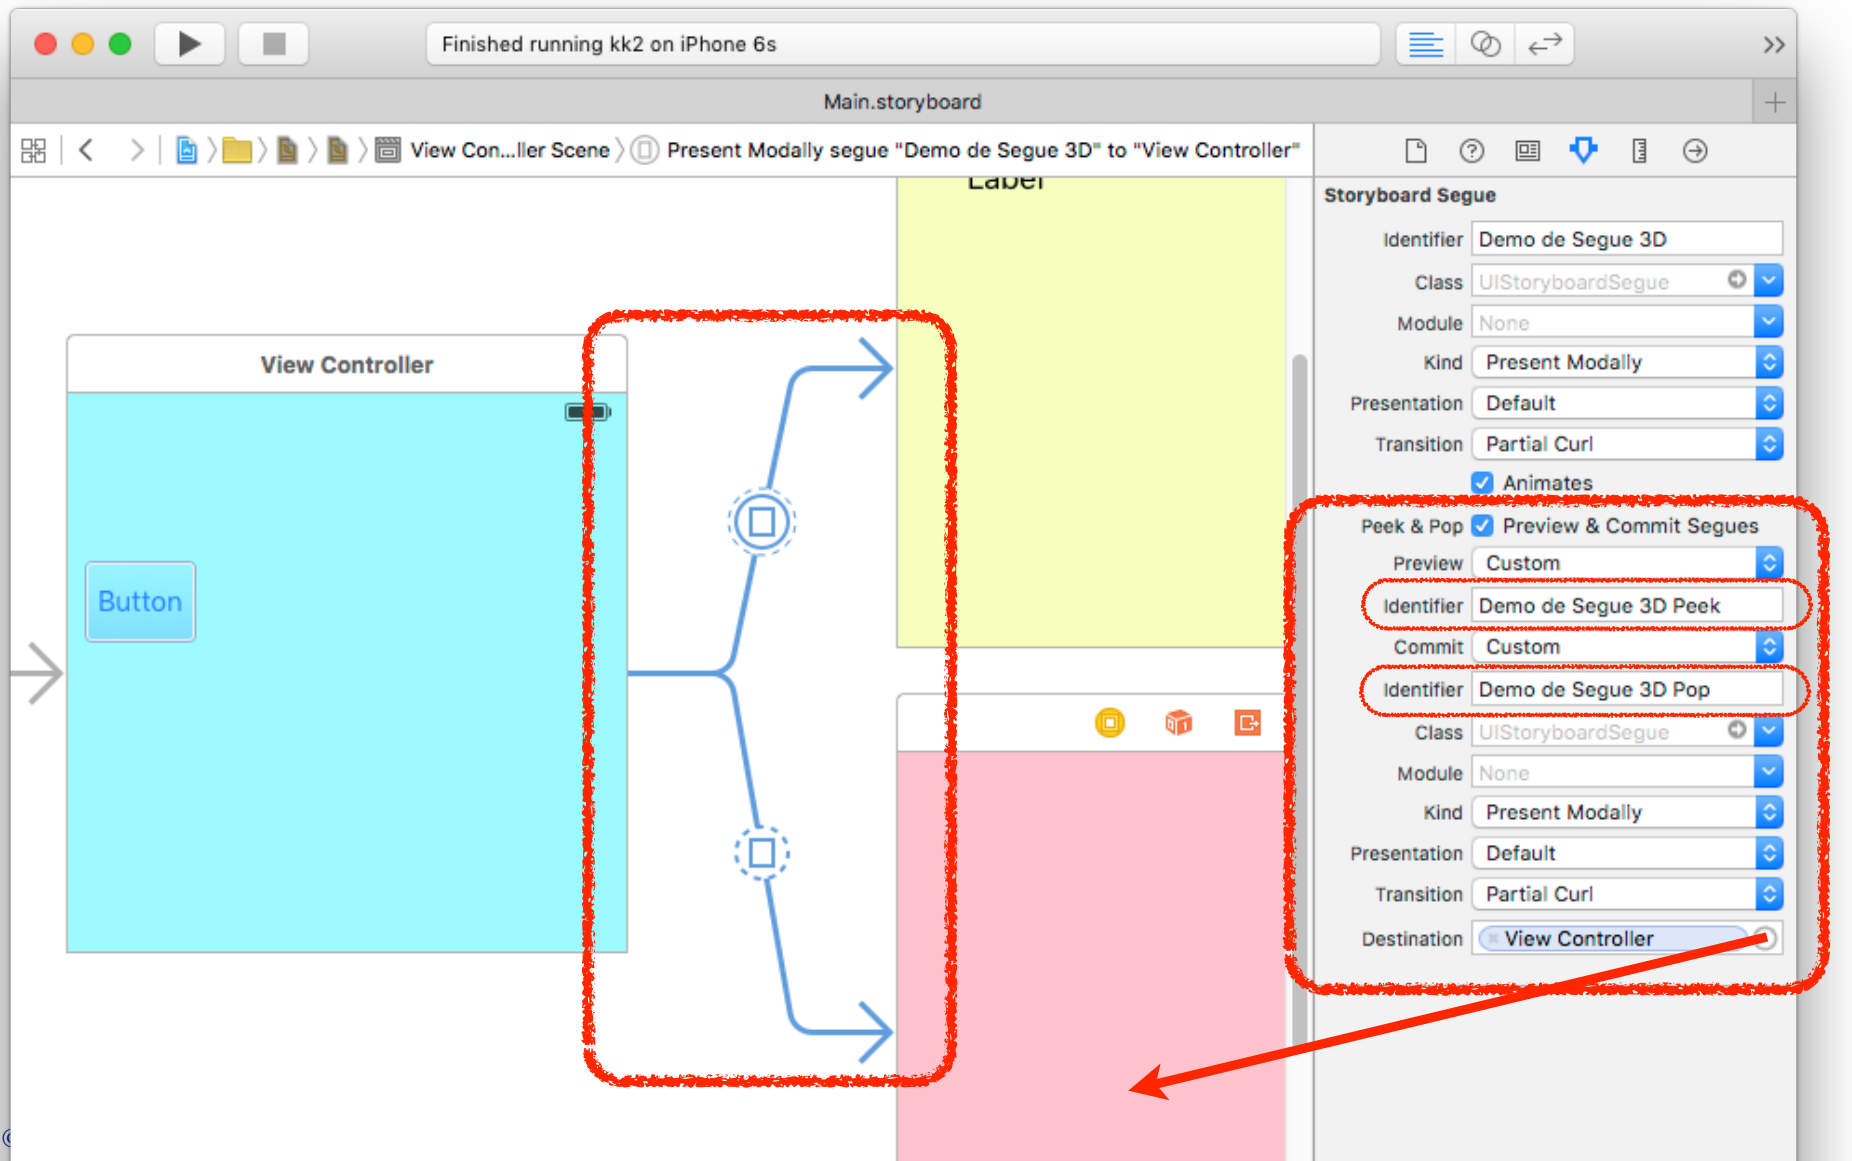 Finished running kk2 on iPhone 6s
Main.storyboard
View Con...ller Scene
Present Modally segue "Demo de Segue 3D" to "View Controller"
Label
View Controller
Button
Storyboard Segue
Identifier Demo de Segue 3D
Class UIStoryboardSegue
Module None
Kind Present Modally
Presentation Default
Transition Partial Curl
Animates
Peek & Pop Preview & Commit Segues
Preview Custom
Identifier Demo de Segue 3D Peek
Commit Custom
Identifier Demo de Segue 3D Pop
Class UIStoryboardSegue
Module None
Kind Present Modally
Presentation Default
Transition Partial Curl
Destination View Controller